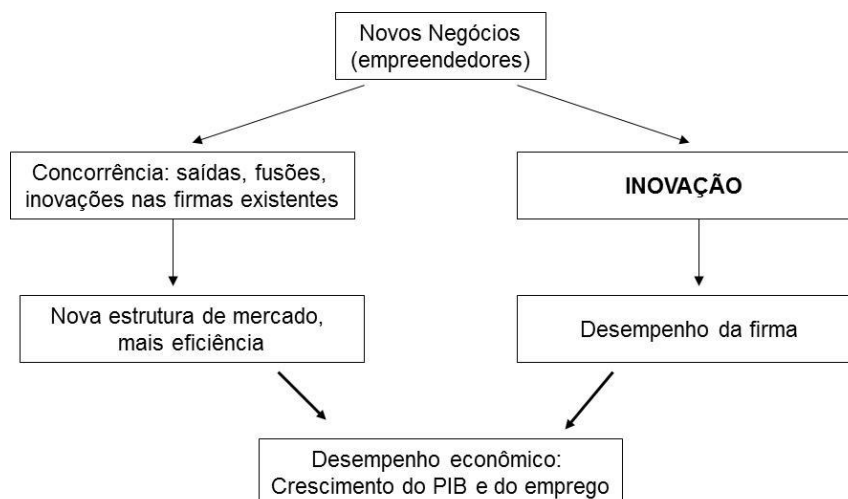 Novos Negócios
(empreendedores)
Concorrência: saídas, fusões,
inovações nas firmas existentes
INOVAÇÃO
Nova estrutura de mercado,
mais eficiência
Desempenho da firma
Desempenho econômico:
Crescimento do PIB e do emprego